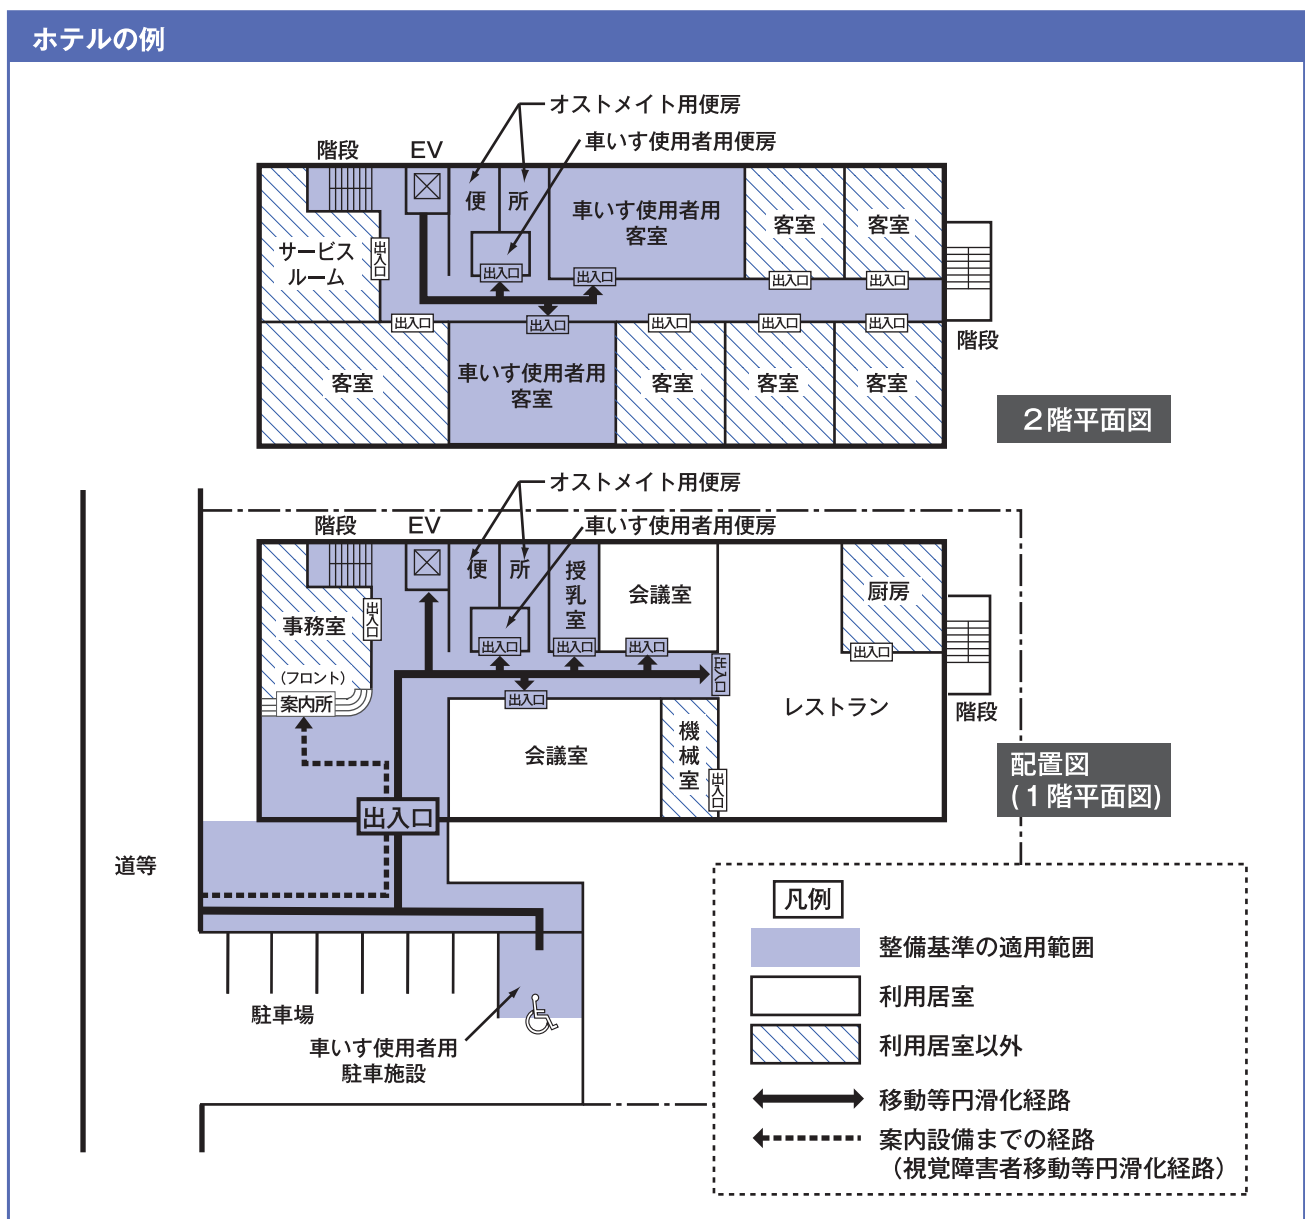 ホテルの例
オストメイト用便房
車いす使用者用便房
階段
EV
便
所
車いす使用者用
客室
客室
客室
サービス
ルーム
出入口
出入口
出入口
出入口
出入口
出入口
出入口
出入口
出入口
出入口
客室
車いす使用者用
客室
客室
客室
客室
階段
2階平面図
オストメイト用便房
車いす使用者用便房
階段
EV
便
所
授乳室
会議室
厨房
事務室
出入口
出入口
出入口
出入口
出入口
出入口
(フロント)
案内所
出入口
レストラン
階段
会議室
機械室
出入口
出入口
配置図
(1階平面図)
道等
駐車場
車いす使用者用
駐車施設
凡例
整備基準の適用範囲
利用居室
利用居室以外
移動等円滑化経路
案内設備までの経路
(視覚障害者移動等円滑化経路)